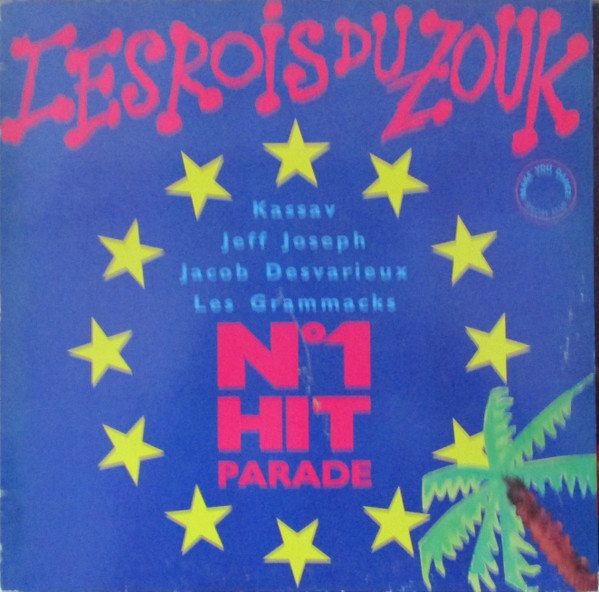 LES ROIS DU ZOUK
Kassav
Jeff Joseph
Jacob Desvarieux
Les Grammacks
N°1
HIT
PARADE